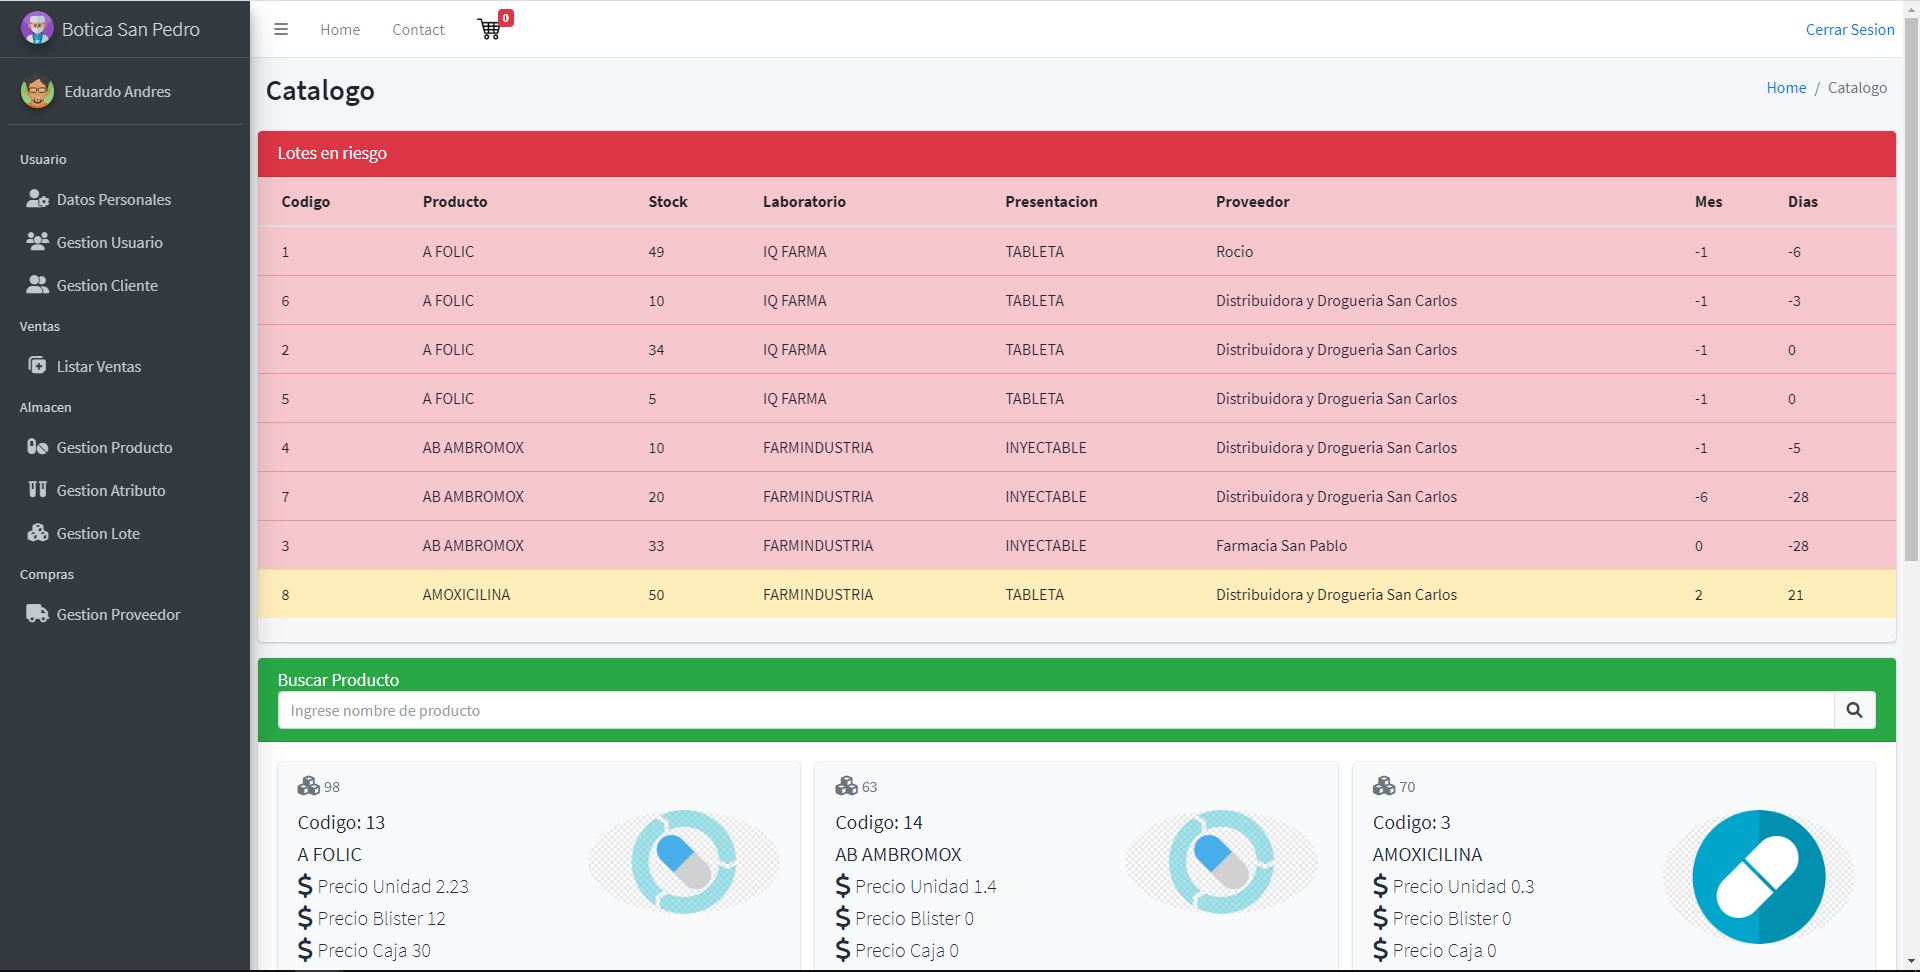 Botica San Pedro
Home Contact 0 Cerrar Sesion
Eduardo Andres
Usuario
Datos Personales
Gestion Usuario
Gestion Cliente
Ventas
Listar Ventas
Almacen
Gestion Producto
Gestion Atributo
Gestion Lote
Compras
Gestion Proveedor
Catalogo
Home / Catalogo
Lotes en riesgo
Codigo Producto Stock Laboratorio Presentacion Proveedor Mes Dias
1 A FOLIC 49 IQ FARMA TABLETA Rocio -1 -6
6 A FOLIC 10 IQ FARMA TABLETA Distribuidora y Drogueria San Carlos -1 -3
2 A FOLIC 34 IQ FARMA TABLETA Distribuidora y Drogueria San Carlos -1 0
5 A FOLIC 5 IQ FARMA TABLETA Distribuidora y Drogueria San Carlos -1 0
4 AB AMBROMOX 10 FARMINDUSTRIA INYECTABLE Distribuidora y Drogueria San Carlos -1 -5
7 AB AMBROMOX 20 FARMINDUSTRIA INYECTABLE Distribuidora y Drogueria San Carlos -6 -28
3 AB AMBROMOX 33 FARMINDUSTRIA INYECTABLE Farmacia San Pablo 0 -28
8 AMOXICILINA 50 FARMINDUSTRIA TABLETA Distribuidora y Drogueria San Carlos 2 21
Buscar Producto
Ingrese nombre de producto
98
Codigo: 13
A FOLIC
$ Precio Unidad 2.23
$ Precio Blister 12
$ Precio Caja 30
63
Codigo: 14
AB AMBROMOX
$ Precio Unidad 1.4
$ Precio Blister 0
$ Precio Caja 0
70
Codigo: 3
AMOXICILINA
$ Precio Unidad 0.3
$ Precio Blister 0
$ Precio Caja 0